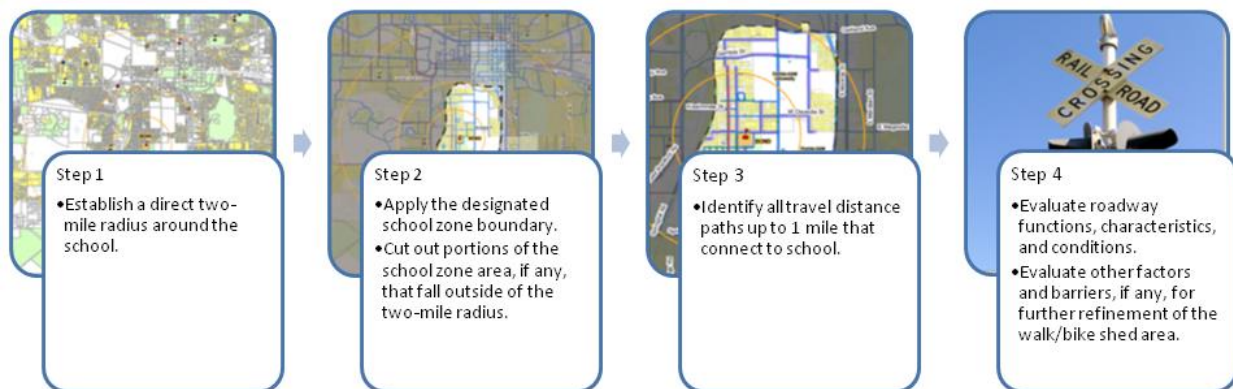 Step 1
•Establish a direct two-
mile radius around the
school.
Step 2
•Apply the designated
school zone boundary.
•Cut out portions of the
school zone area, if any,
that fall outside of the
two-mile radius.
Step 3
•Identify all travel distance
paths up to 1 mile that
connect to school.
RAIL ROAD
CROSSING
Step 4
•Evaluate roadway
functions, characteristics,
and conditions.
•Evaluate other factors
and barriers, if any, for
further refinement of the
walk/bike shed area.